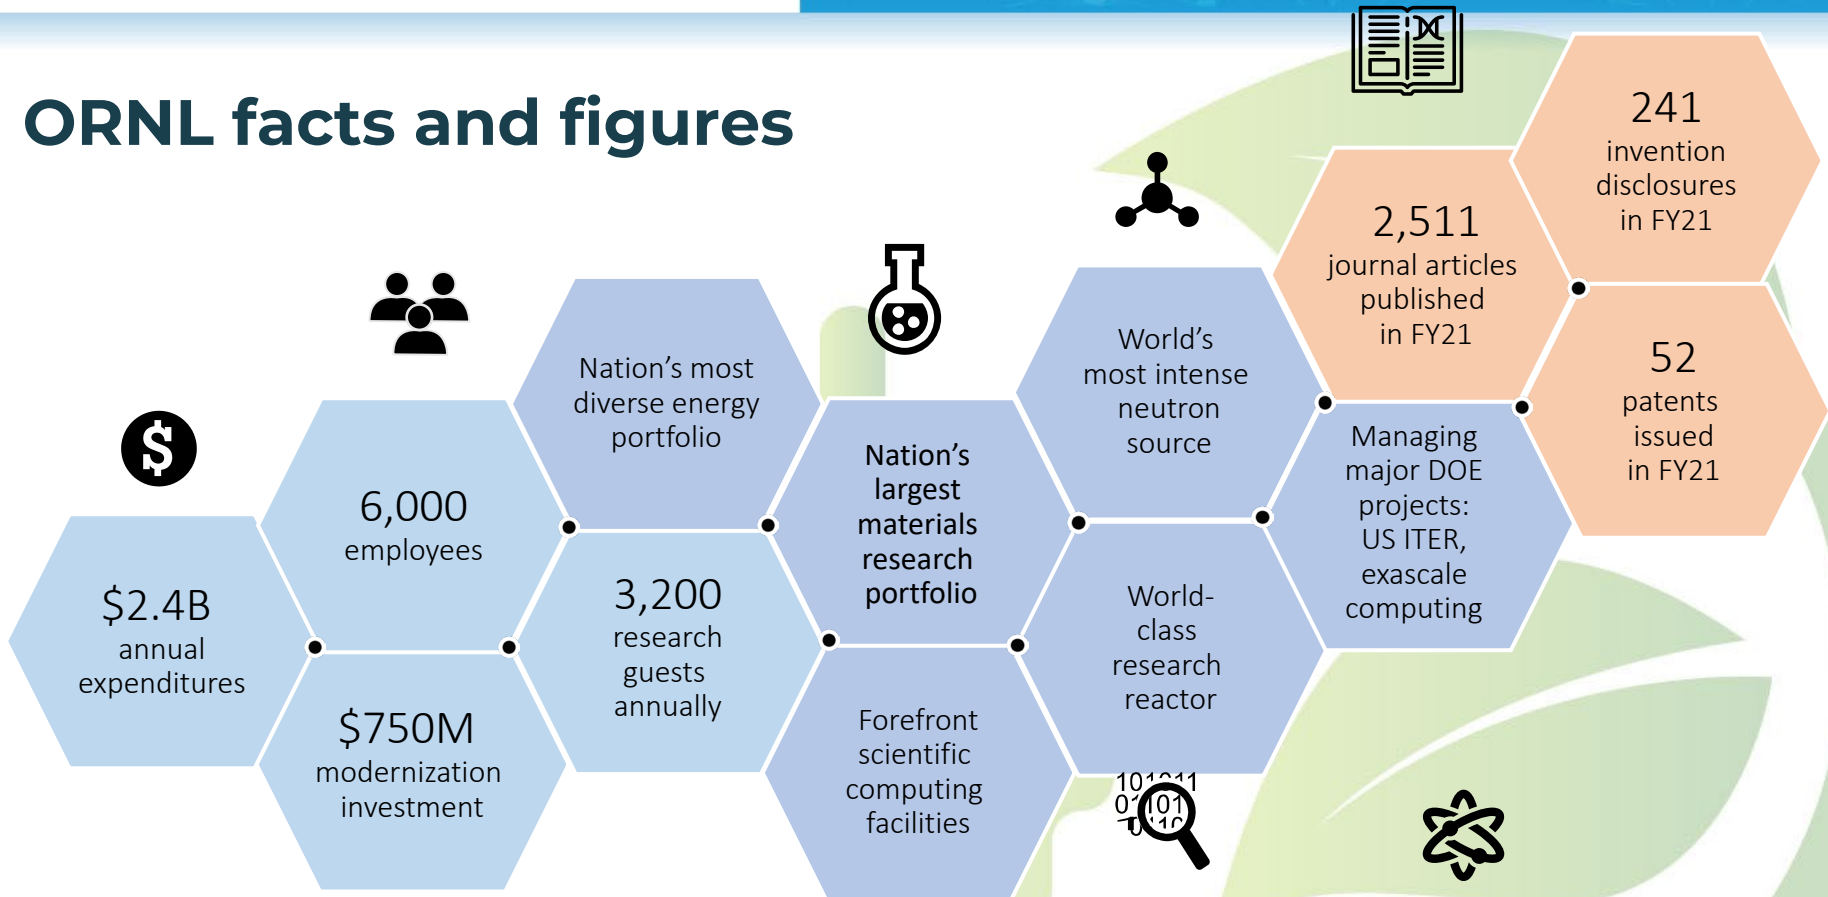 ORNL facts and figures
$2.4B
annual
expenditures
6,000
employees
$750M
modernization
investment
Nation's most
diverse energy
portfolio
3,200
research
guests
annually
Nation's
largest
materials
research
portfolio
Forefront
scientific
computing
facilities
World's
most intense
neutron
source
World-
class
research
reactor
2,511
journal articles
published
in FY21
Managing
major DOE
projects:
US ITER,
exascale
computing
241
invention
disclosures
in FY21
52
patents
issued
in FY21